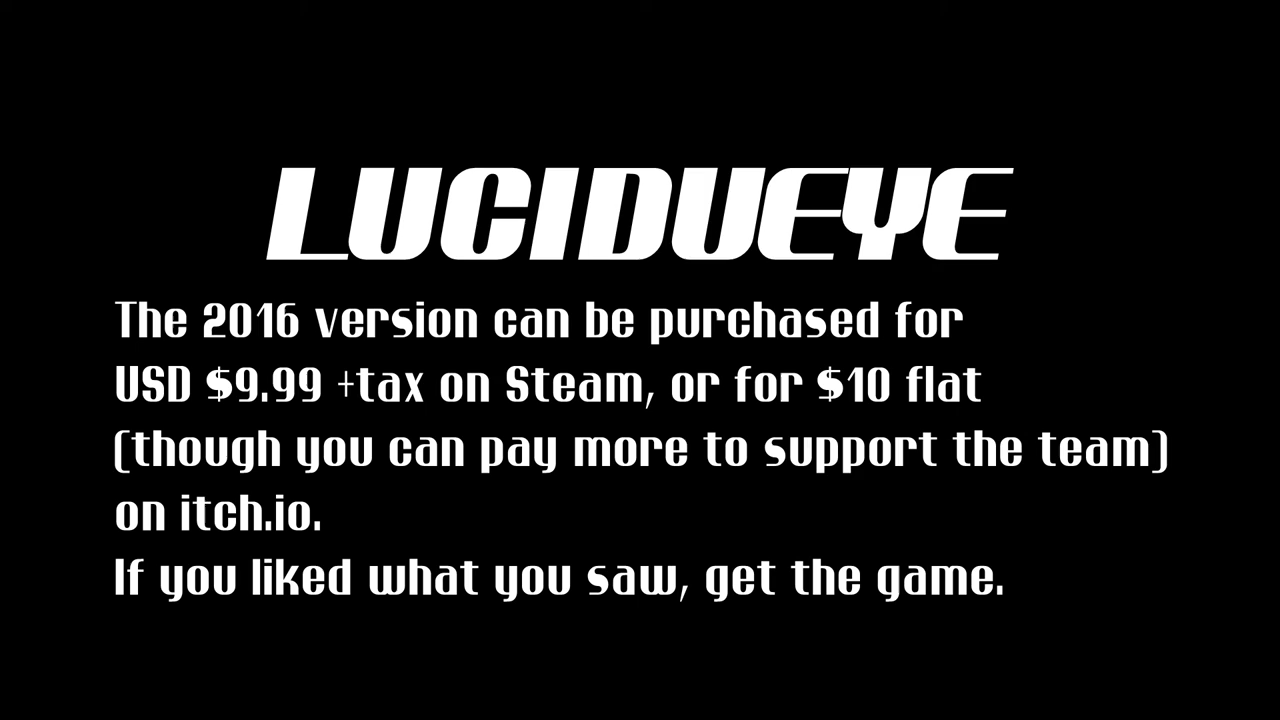 LUCIDUEYE
The 2016 version can be purchased for
USD $9.99 +tax on Steam, or for $10 flat
(though you can pay more to support the team)
on itch.io.
If you liked what you saw, get the game.